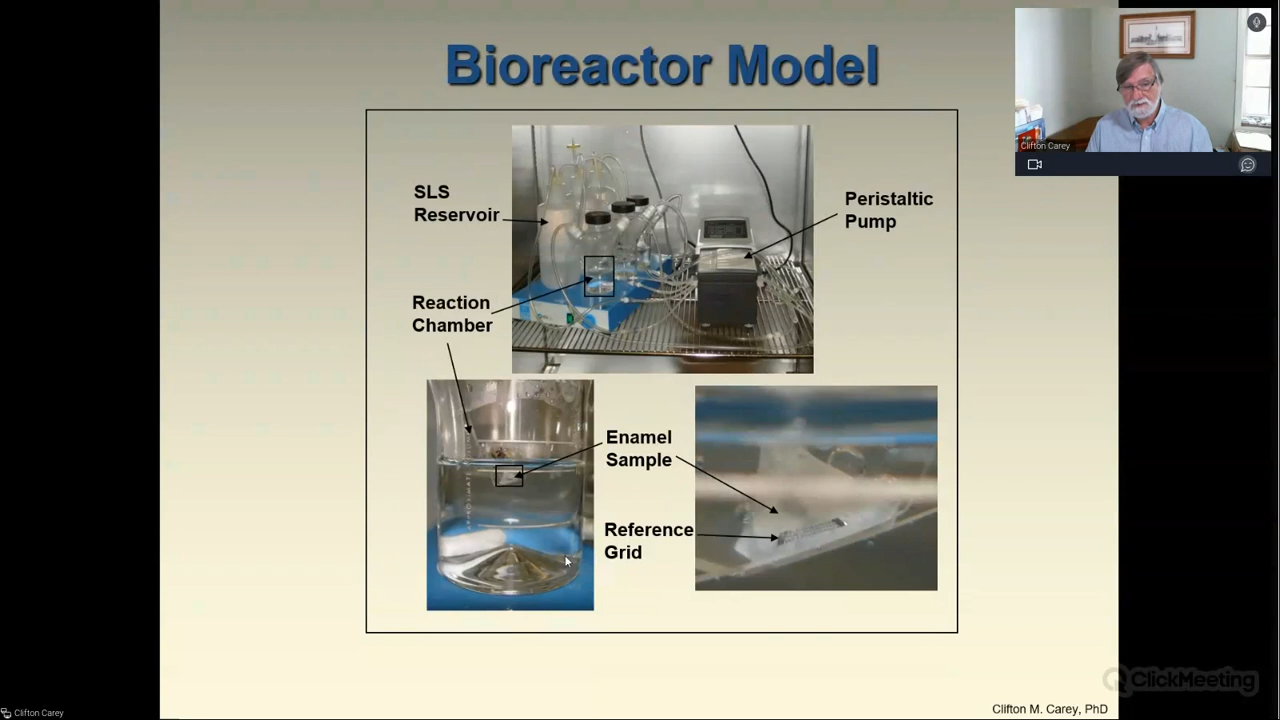 Bioreactor Model
Clifton Carey
SLS
Reservoir
Peristaltic
Pump
Reaction
Chamber
Enamel
Sample
Reference
Grid
ClickMeeting
Clifton M. Carey, PhD
Clifton Carey